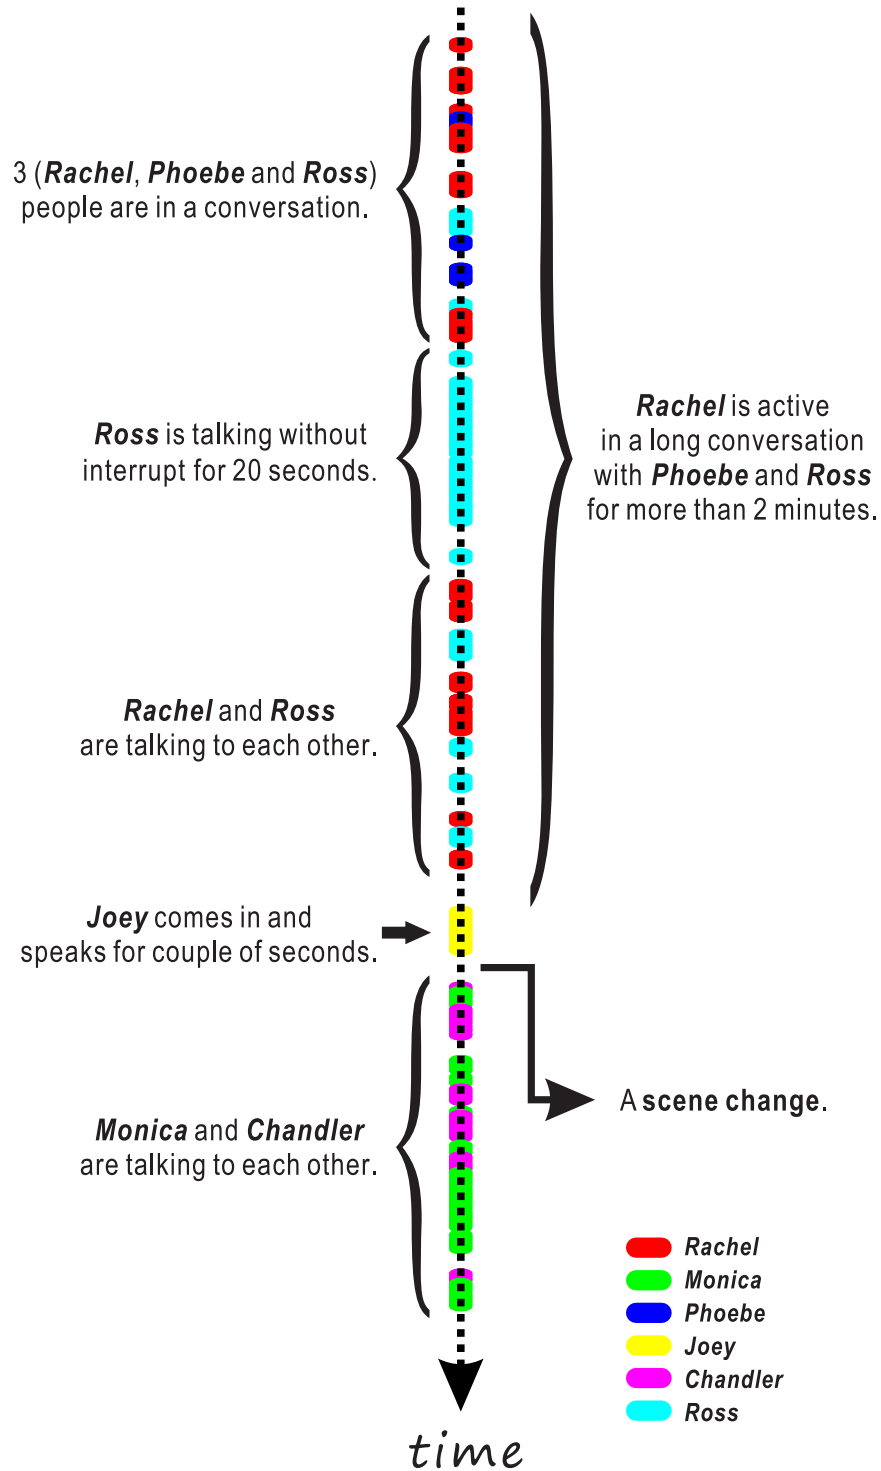 3 (Rachel, Phoebe and Ross)
people are in a conversation.
Ross is talking without
interrupt for 20 seconds.
Rachel is active
in a long conversation
with Phoebe and Ross
for more than 2 minutes.
Rachel and Ross
are talking to each other.
Joey comes in and
speaks for couple of seconds.
A scene change.
Monica and Chandler
are talking to each other.
Rachel
Monica
Phoebe
Joey
Chandler
Ross
time